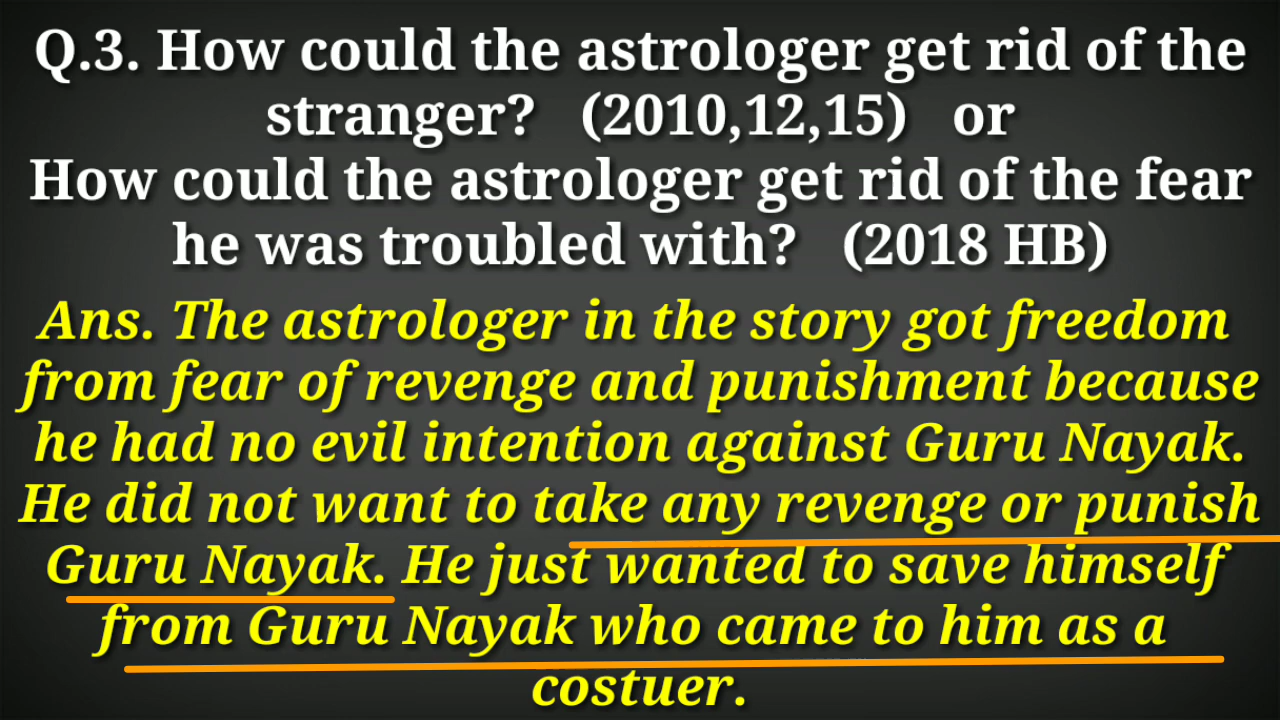 Q.3. How could the astrologer get rid of the
stranger? (2010,12,15) or
How could the astrologer get rid of the fear
he was troubled with? (2018 HB)
Ans. The astrologer in the story got freedom
from fear of revenge and punishment because
he had no evil intention against Guru Nayak.
He did not want to take any revenge or punish
Guru Nayak. He just wanted to save himself
from Guru Nayak who came to him as a
costuer.